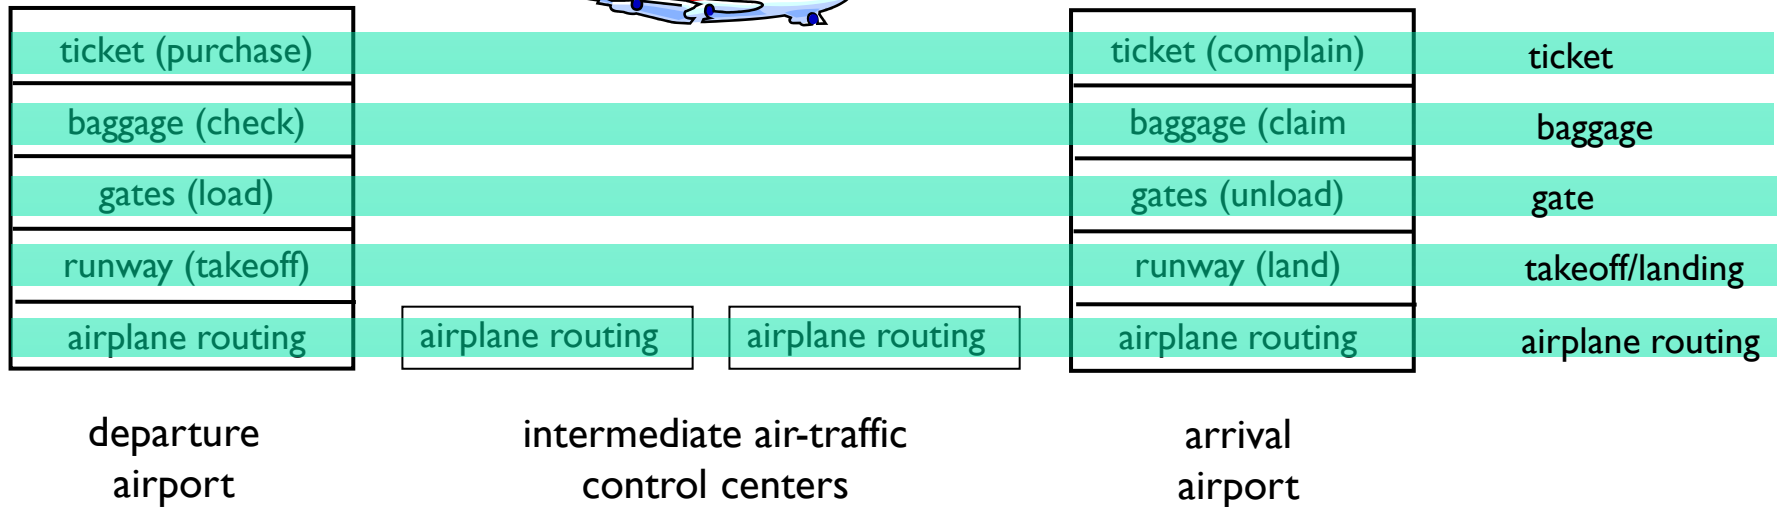 ticket (purchase)
ticket (complain)
ticket
baggage (check)
baggage (claim
baggage
gates (load)
gates (unload)
gate
runway (takeoff)
runway (land)
takeoff/landing
airplane routing
airplane routing
airplane routing
airplane routing
airplane routing
departure
airport
intermediate air-traffic
control centers
arrival
airport